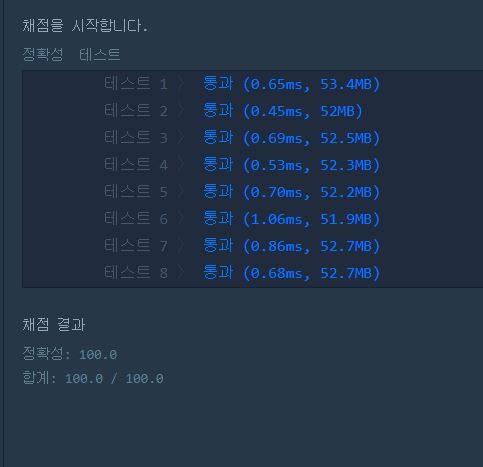 채점을 시작합니다.
정확성 테스트
테스트 1 〉 통과 (0.65ms, 53.4MB)
테스트 2 〉 통과 (0.45ms, 52MB)
테스트 3 〉 통과 (0.69ms, 52.5MB)
테스트 4 〉 통과 (0.53ms, 52.3MB)
테스트 5 〉 통과 (0.70ms, 52.2MB)
테스트 6 〉 통과 (1.06ms, 51.9MB)
테스트 7 〉 통과 (0.86ms, 52.7MB)
테스트 8 〉 통과 (0.68ms, 52.7MB)
채점 결과
정확성: 100.0
합계: 100.0 / 100.0